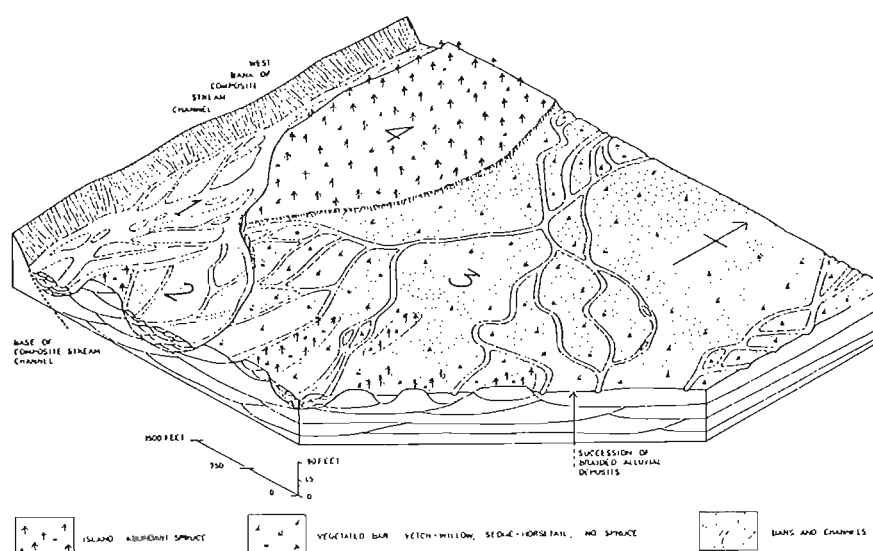 WEST
BANK OF
COMPOSITE
STREAM
CHANNEL
4
1
2
3
BASE OF
COMPOSITE STREAM
CHANNEL
1500 FEET
750
0
30 FEET
15
0
SUCCESSION OF
BRAIDED ALLUVIAL
DEPOSITS
ISLAND ABUNDANT SPRUCE
VEGETATED BAR VETCH-WILLOW, SEDGE-HORSETAIL, NO SPRUCE
BARS AND CHANNELS